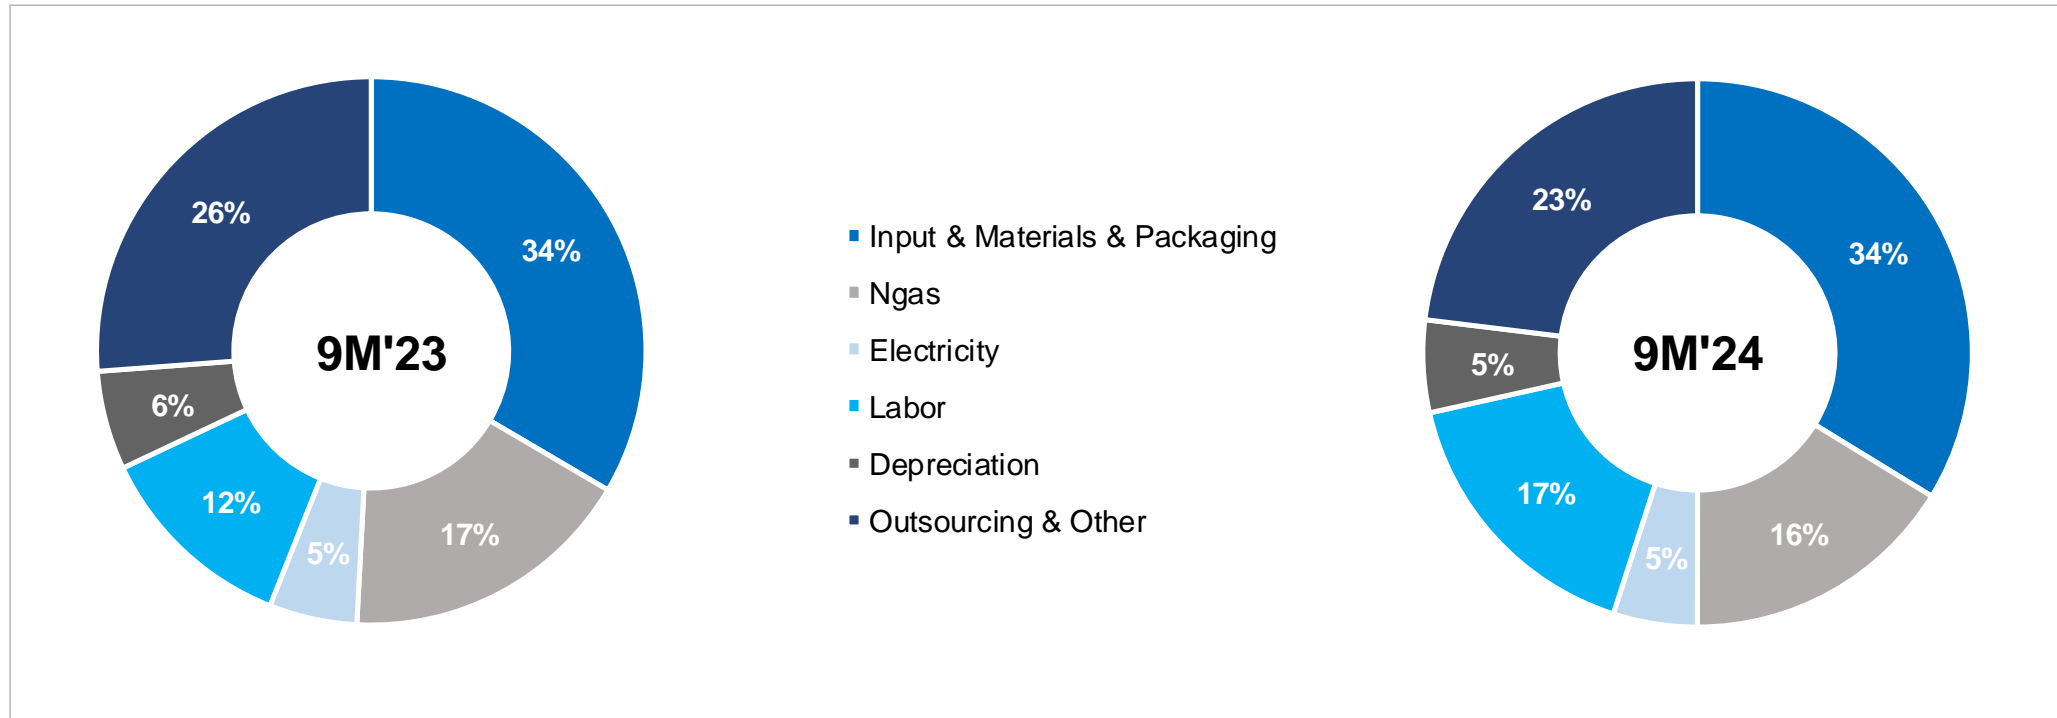 34%
17%
5%
12%
6%
26%
9M'23
Input & Materials & Packaging
Ngas
Electricity
Labor
Depreciation
Outsourcing & Other
34%
16%
5%
17%
5%
23%
9M'24